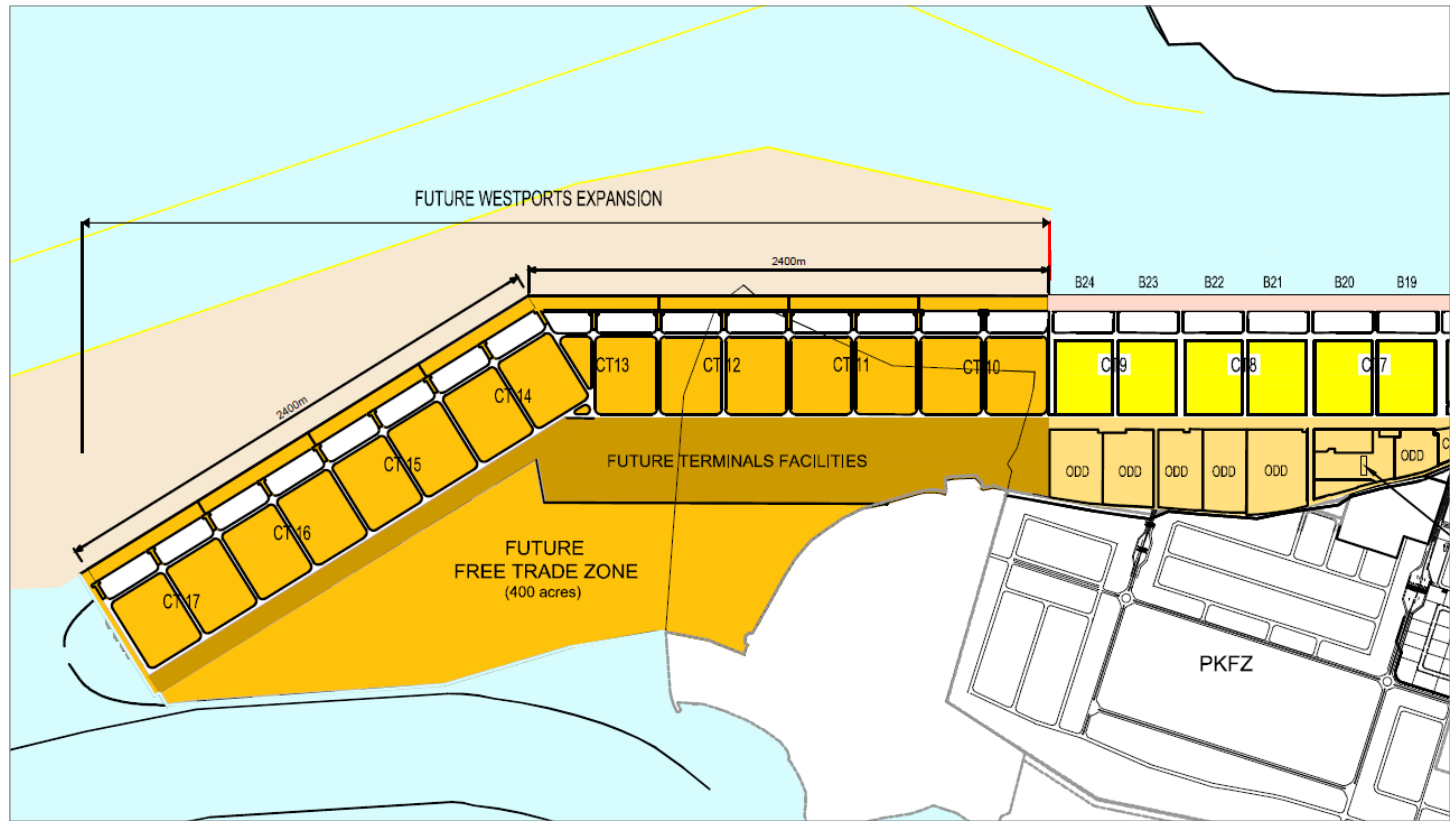 FUTURE WESTPORTS EXPANSION
2400m
B24 B23 B22 B21 B20 B19
CT13 CT12 CT11 CT10 CT9 CT8 CT7
2400m
CT14
CT15
CT16
CT17
FUTURE TERMINALS FACILITIES
ODD ODD ODD ODD ODD ODD
FUTURE
FREE TRADE ZONE
(400 acres)
PKFZ